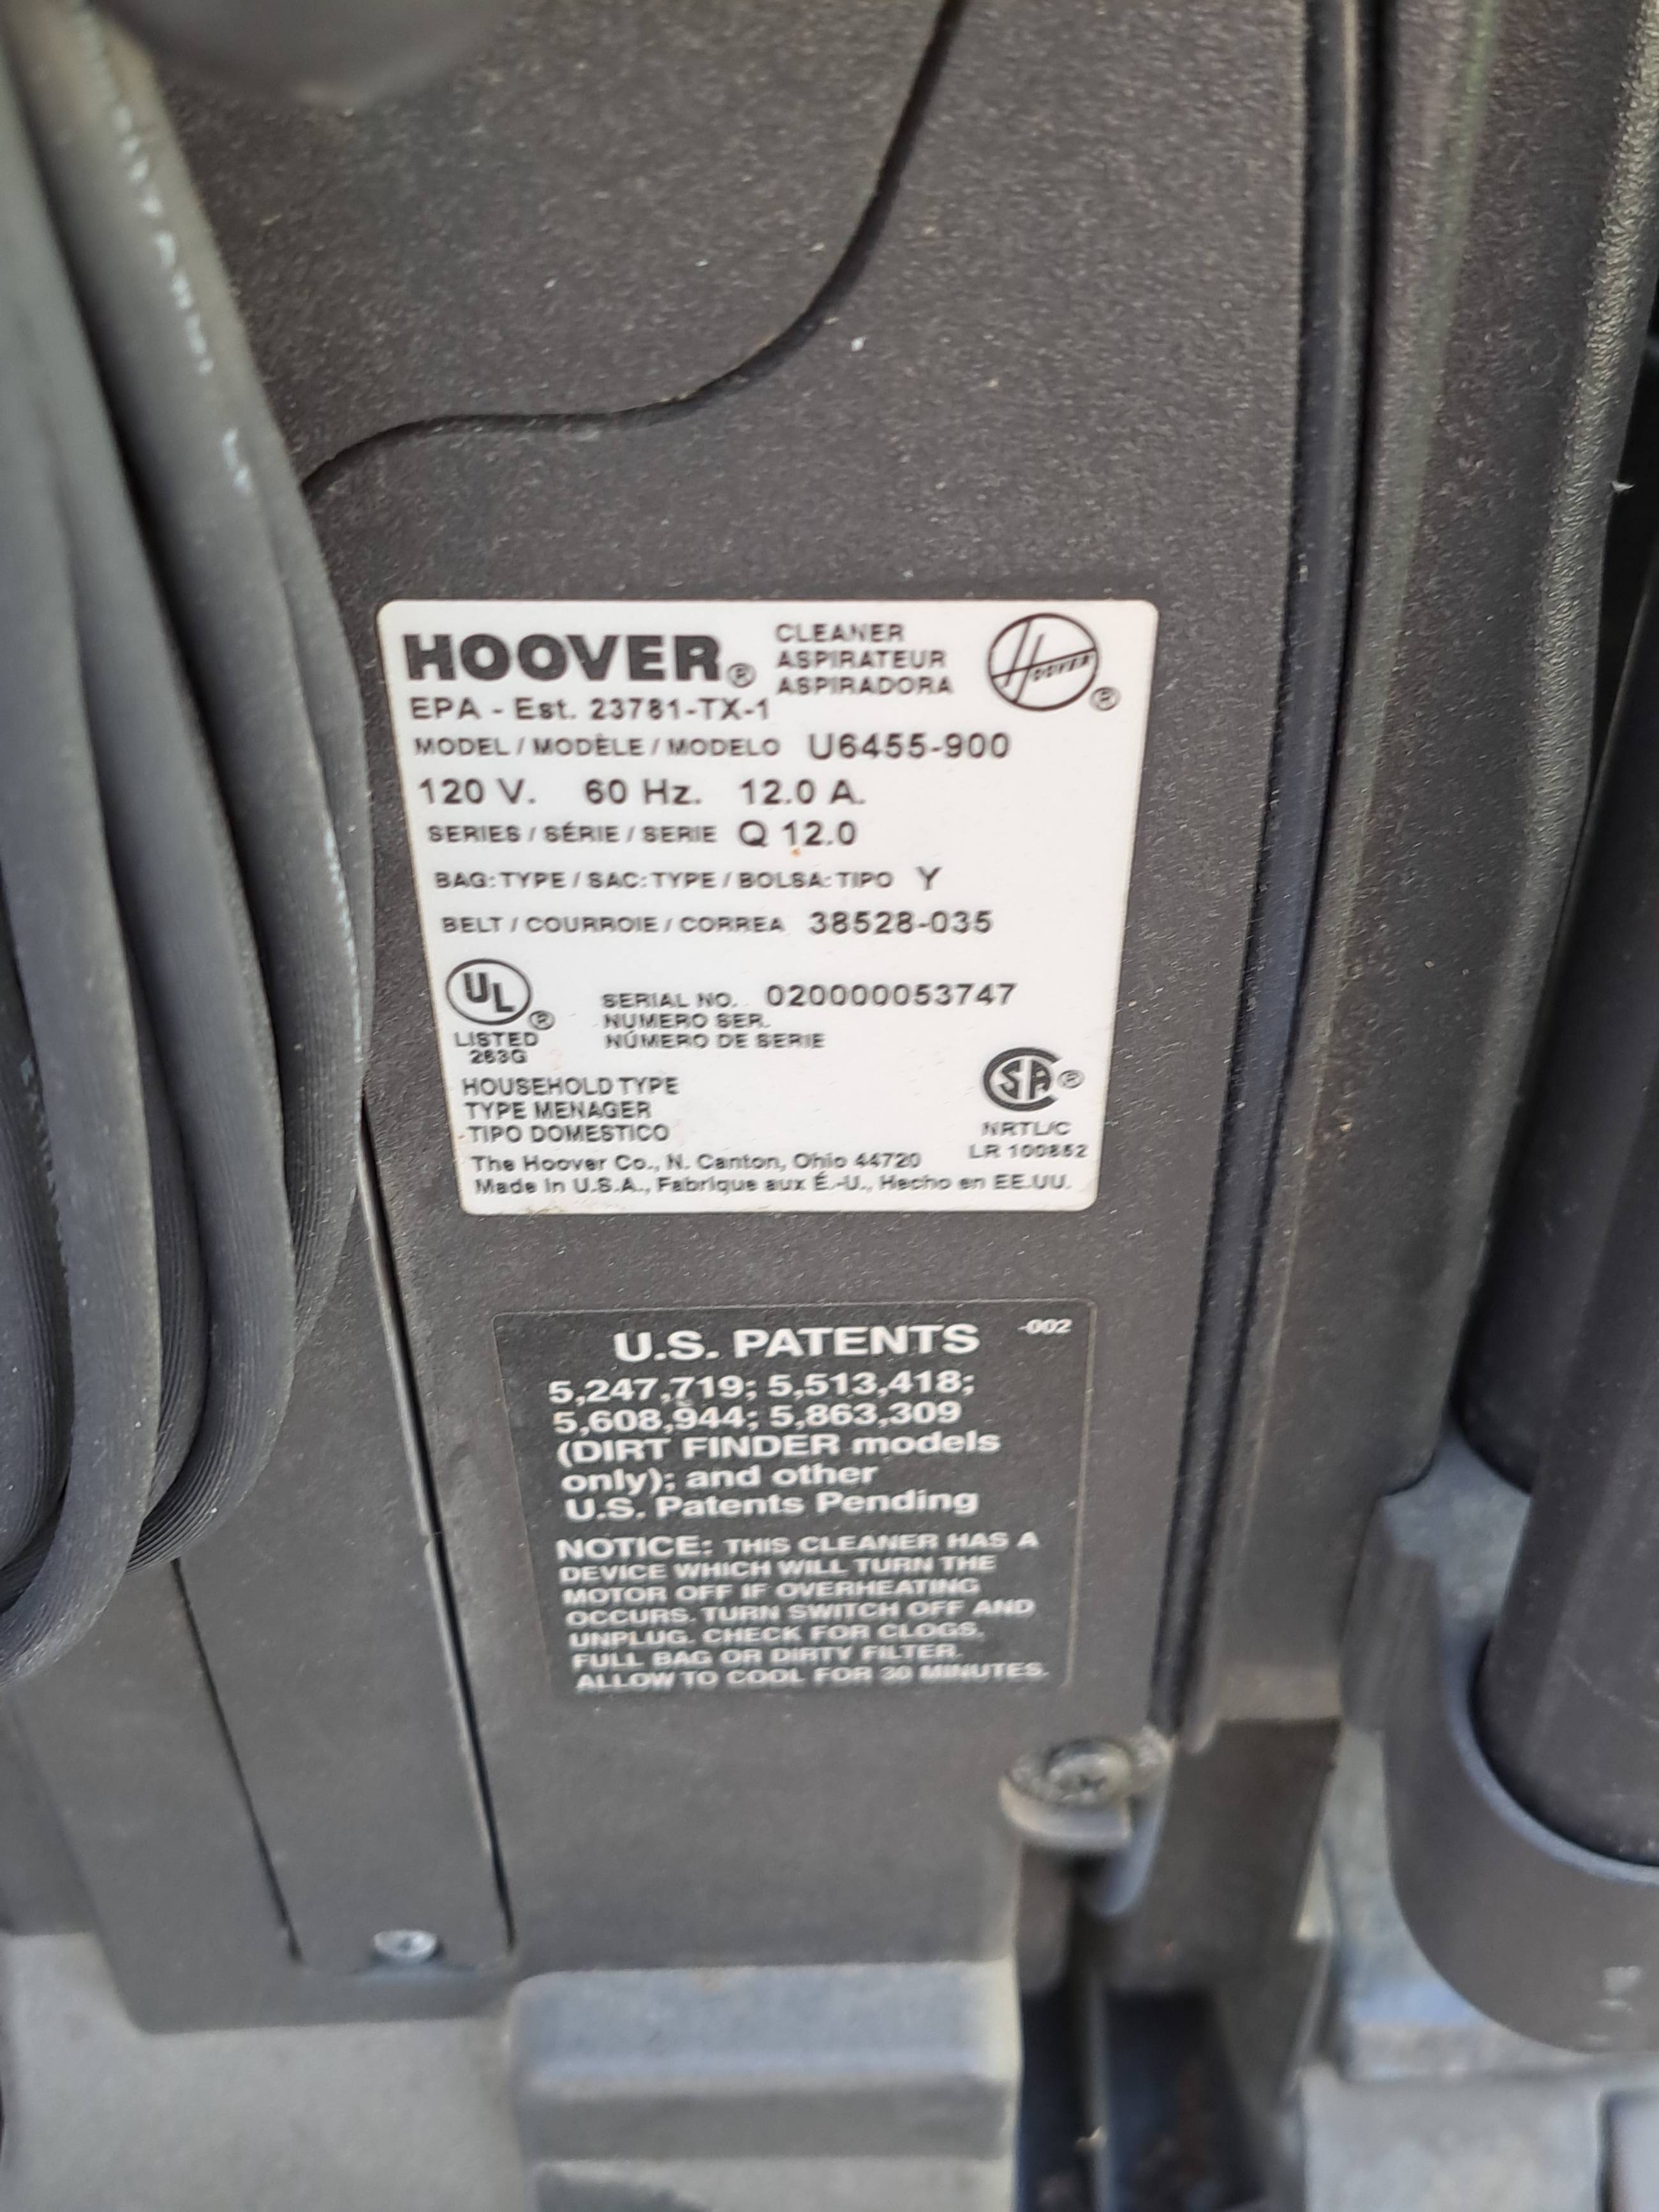 HOOVER®
CLEANER
ASPIRATEUR
ASPIRADORA
HOOVER ®
EPA - Est. 23781-TX-1
MODEL / MODÈLE / MODELO U6455-900
120 V. 60 Hz. 12.0 A.
SERIES / SÉRIE / SERIE Q 12.0
BAG: TYPE / SAC: TYPE / BOLSA: TIPO Y
BELT / COURROIE / CORREA 38528-035
UL ®
LISTED
263G
SERIAL NO. 020000053747
NUMERO SER.
NÚMERO DE SERIE
HOUSEHOLD TYPE
TYPE MENAGER
TIPO DOMESTICO
SA ®
NRTL/C
LR 100852
The Hoover Co., N. Canton, Ohio 44720
Made in U.S.A., Fabrique aux É.-U., Hecho en EE.UU.
U.S. PATENTS -002
5,247,719; 5,513,418;
5,608,944; 5,863,309
(DIRT FINDER models
only); and other
U.S. Patents Pending
NOTICE: THIS CLEANER HAS A
DEVICE WHICH WILL TURN THE
MOTOR OFF IF OVERHEATING
OCCURS. TURN SWITCH OFF AND
UNPLUG. CHECK FOR CLOGS,
FULL BAG OR DIRTY FILTER.
ALLOW TO COOL FOR 30 MINUTES.